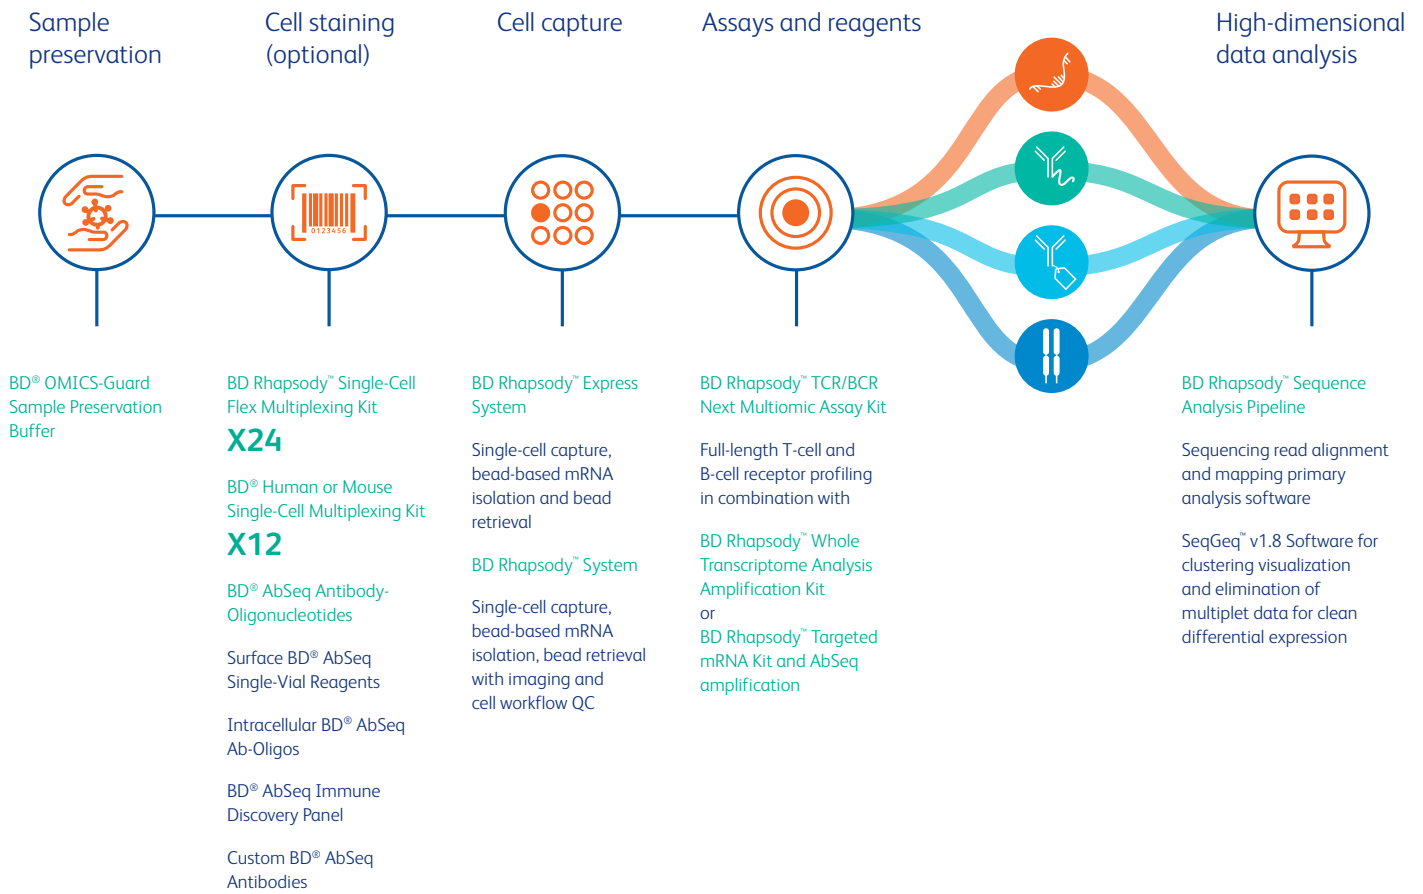 Sample
preservation
Cell staining
(optional)
Cell capture
Assays and reagents
High-dimensional
data analysis
0123456
BD® OMICS-Guard
Sample Preservation
Buffer
BD Rhapsody™ Single-Cell
Flex Multiplexing Kit
X24
BD® Human or Mouse
Single-Cell Multiplexing Kit
X12
BD® AbSeq Antibody-
Oligonucleotides
Surface BD® AbSeq
Single-Vial Reagents
Intracellular BD® AbSeq
Ab-Oligos
BD® AbSeq Immune
Discovery Panel
Custom BD® AbSeq
Antibodies
BD Rhapsody™ Express
System
Single-cell capture,
bead-based mRNA
isolation and bead
retrieval
BD Rhapsody™ System
Single-cell capture,
bead-based mRNA
isolation, bead retrieval
with imaging and
cell workflow QC
BD Rhapsody™ TCR/BCR
Next Multiomic Assay Kit
Full-length T-cell and
B-cell receptor profiling
in combination with
BD Rhapsody™ Whole
Transcriptome Analysis
Amplification Kit
or
BD Rhapsody™ Targeted
mRNA Kit and AbSeq
amplification
BD Rhapsody™ Sequence
Analysis Pipeline
Sequencing read alignment
and mapping primary
analysis software
SeqGeq™ v1.8 Software for
clustering visualization
and elimination of
multiplet data for clean
differential expression